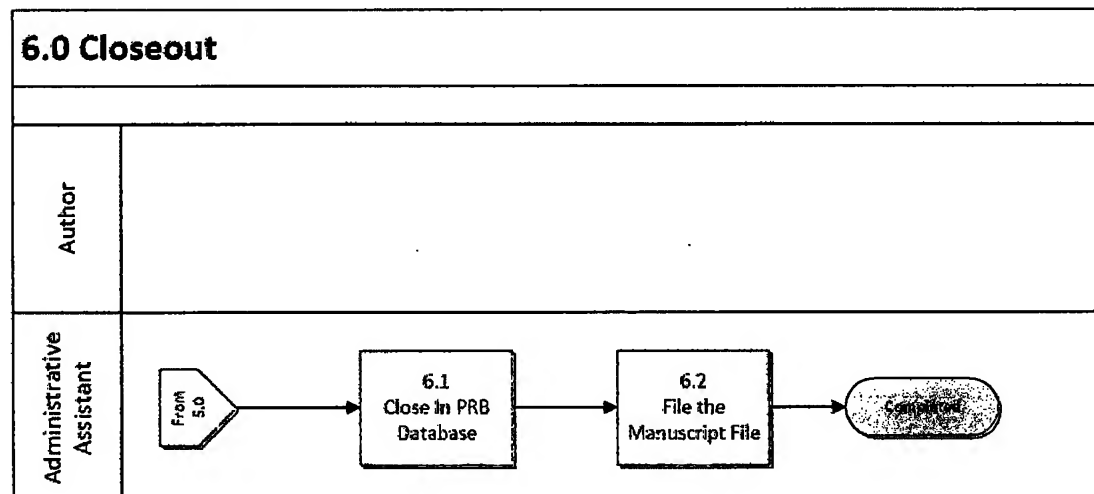 6.0 Closeout
Author
Administrative
Assistant
From
5.0
6.1
Close in PRB
Database
6.2
File the
Manuscript File
Completed